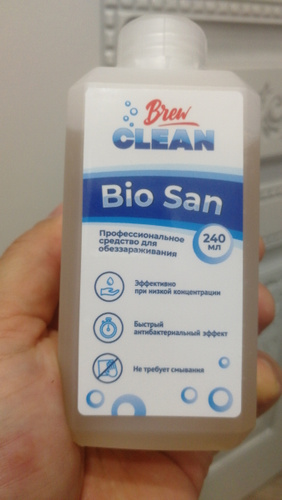 Brew
CLEAN
Bio San
Профессиональное
средство для
обеззараживания
240
мл
Эффективно
при низкой концентрации
Быстрый
антибактериальный эффект
Не требует смывания